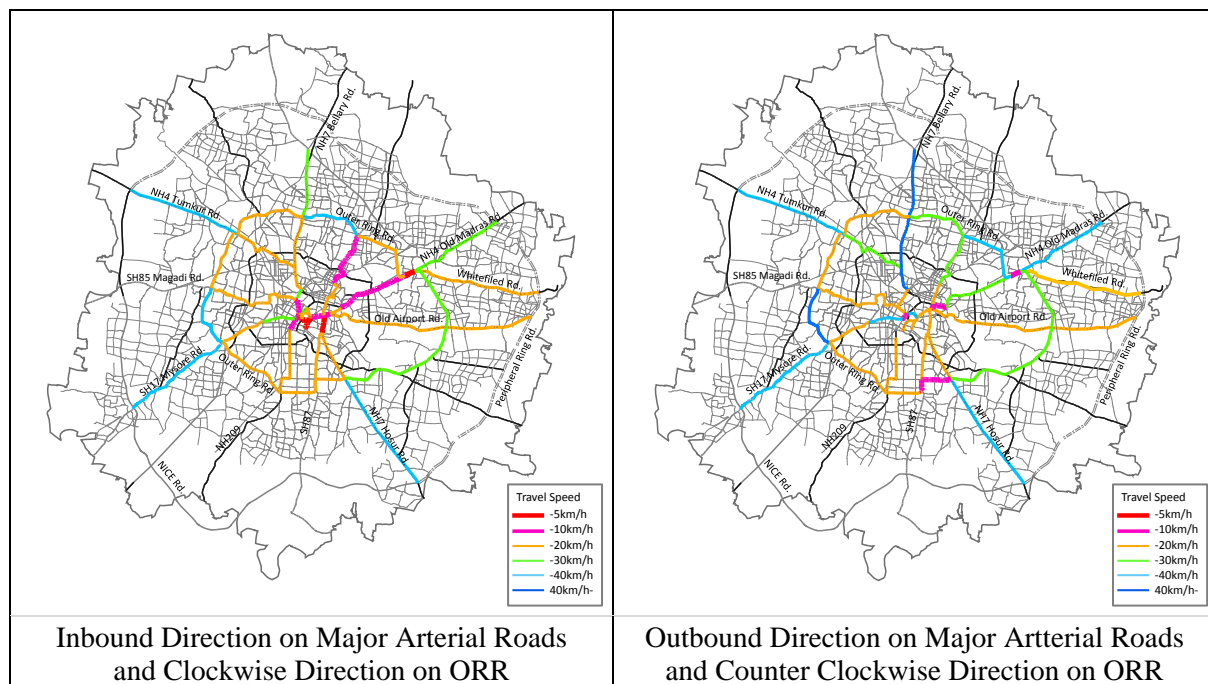 NH7 Bellary Rd.
NH4 Tumkur Rd.
Outer Ring Rd.
NH4 Old Madras Rd.
SH85 Magadi Rd.
Whitefiled Rd.
Old Airport Rd.
SH17 Mysore Rd.
Outer Ring Rd.
Peripheral Ring Rd.
SH87
NH209
NH7 Hosur Rd.
NICE Rd.
Travel Speed
-5km/h
-10km/h
-20km/h
-30km/h
-40km/h
40km/h-
Inbound Direction on Major Arterial Roads
and Clockwise Direction on ORR
NH7 Bellary Rd.
NH4 Tumkur Rd.
Outer Ring Rd.
NH4 Old Madras Rd.
SH85 Magadi Rd.
Whitefiled Rd.
Old Airport Rd.
SH17 Mysore Rd.
Outer Ring Rd.
Peripheral Ring Rd.
SH87
NH209
NH7 Hosur Rd.
NICE Rd.
Travel Speed
-5km/h
-10km/h
-20km/h
-30km/h
-40km/h
40km/h-
Outbound Direction on Major Artterial Roads
and Counter Clockwise Direction on ORR